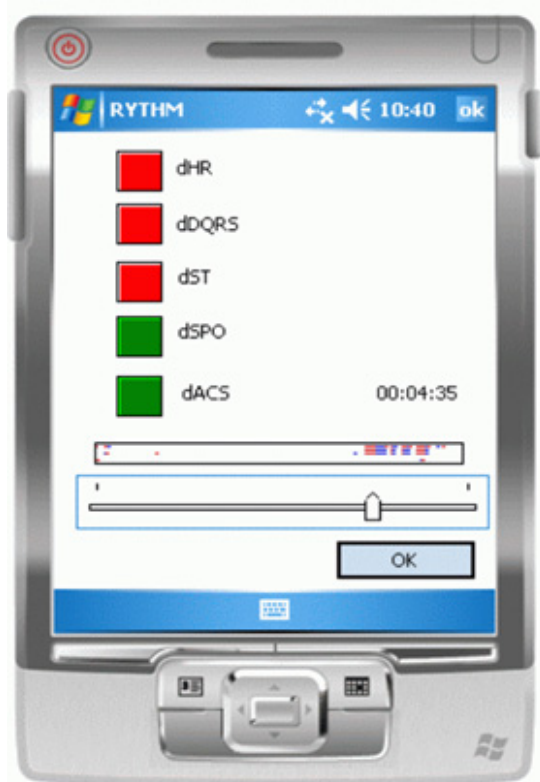 RYTHM 10:40 ok
dHR
dDQRS
dST
dSPO
dACS 00:04:35
OK